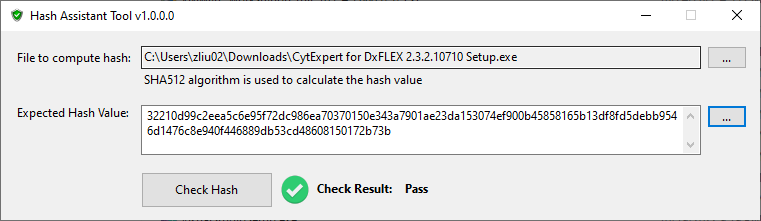 Hash Assistant Tool v1.0.0.0
File to compute hash: C:\Users\zliu02\Downloads\CytExpert for DxFLEX 2.3.2.10710 Setup.exe ...
SHA512 algorithm is used to calculate the hash value
Expected Hash Value: 32210d99c2eea5c6e95f72dc986ea70370150e343a7901ae23da153074ef900b45858165b13df8fd5debb954 ...
6d1476c8e940f446889db53cd48608150172b73b
Check Hash Check Result: Pass